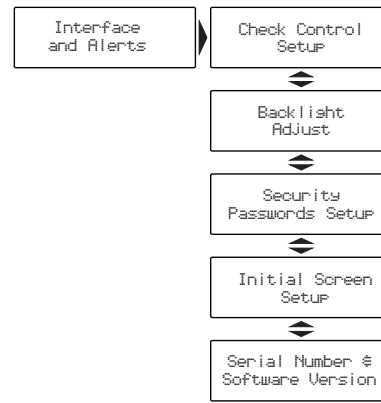 Interface
and Alerts
Check Control
Setup
Backlight
Adjust
Security
Passwords Setup
Initial Screen
Setup
Serial Number &
Software Version